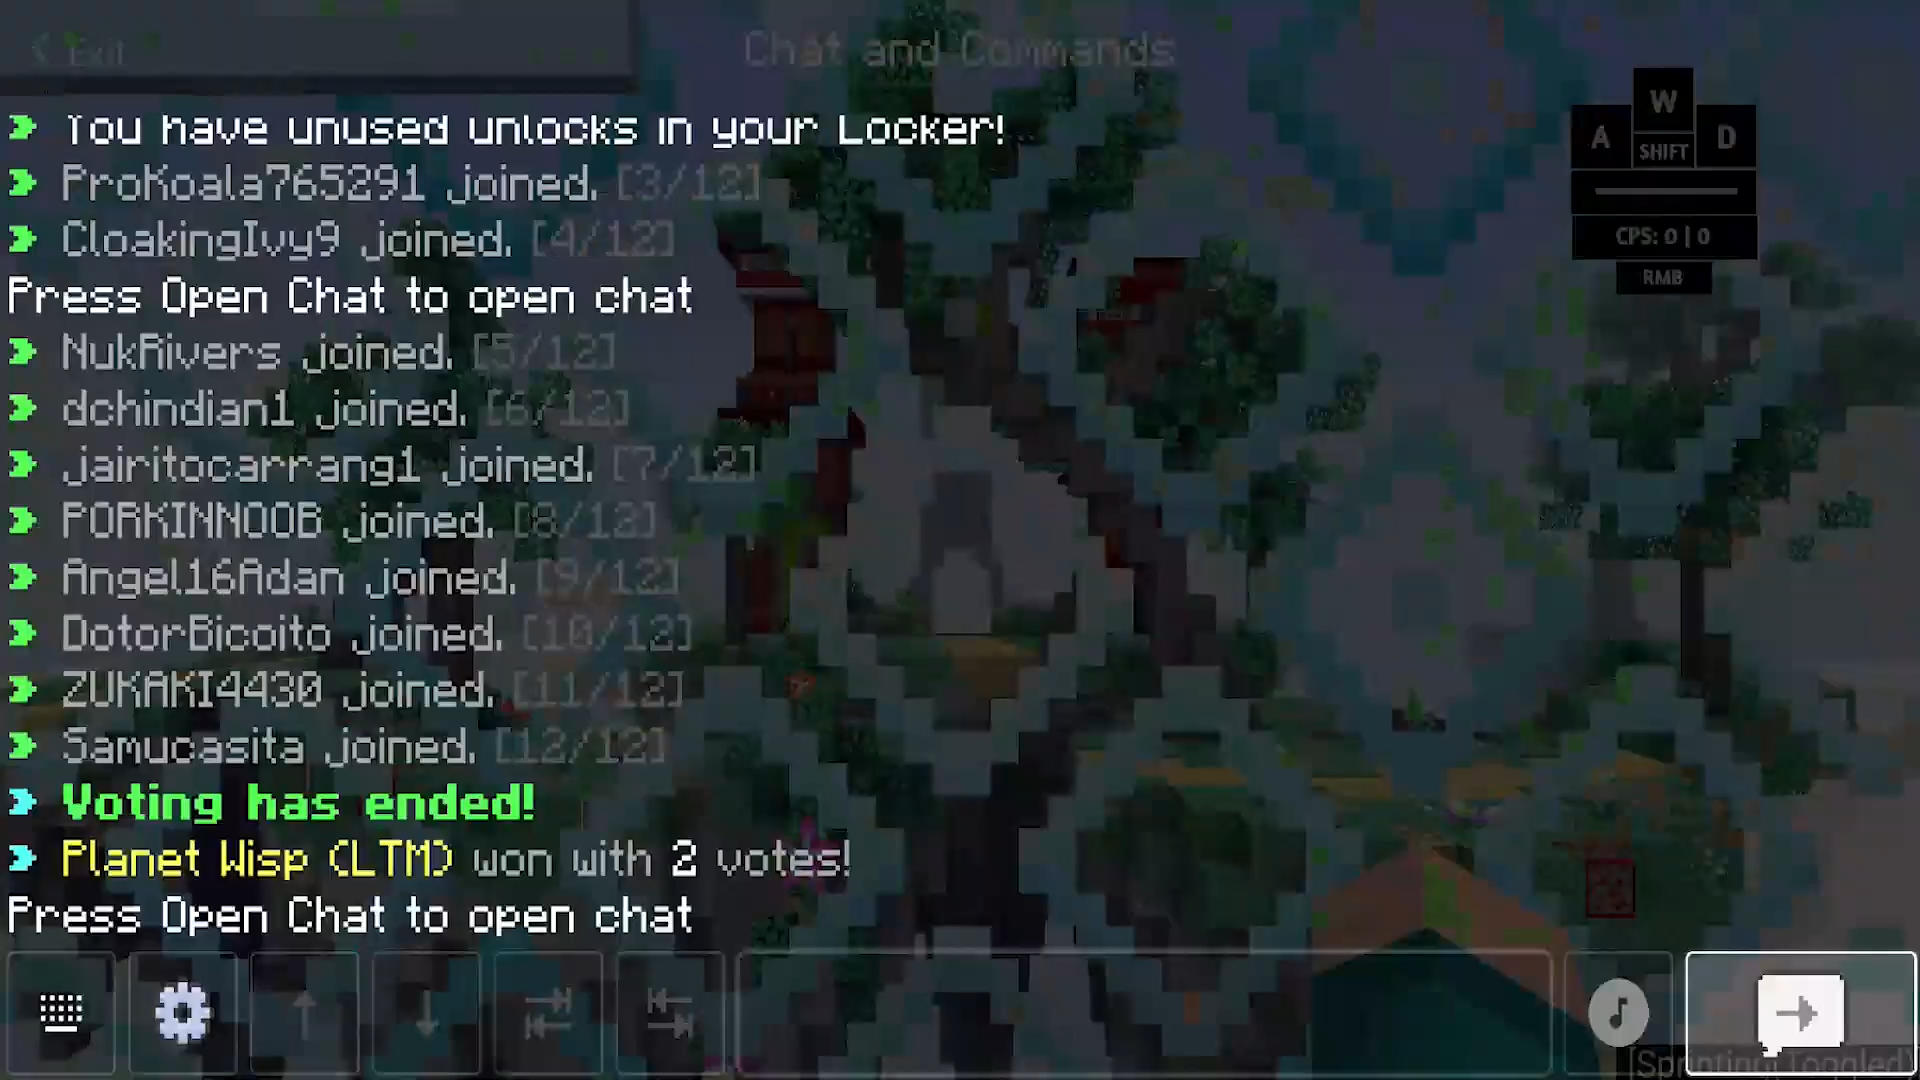 < Exit
Chat and Commands
You have unused unlocks in your Locker!
ProKoala765291 joined. [3/12]
CloakingIvy9 joined. [4/12]
Press Open Chat to open chat
NukRivers joined. [5/12]
dchindian1 joined. [6/12]
jairitocarrang1 joined. [7/12]
PORKINNOOB joined. [8/12]
Angel16Adan joined. [9/12]
DotorBicoito joined. [10/12]
ZUKAKI4430 joined. [11/12]
Samucasita joined. [12/12]
Voting has ended!
Planet Wisp (LTM) won with 2 votes!
Press Open Chat to open chat
W
A
SHIFT
D
CPS: 0 | 0
RMB
[Sprinting(Toggled)